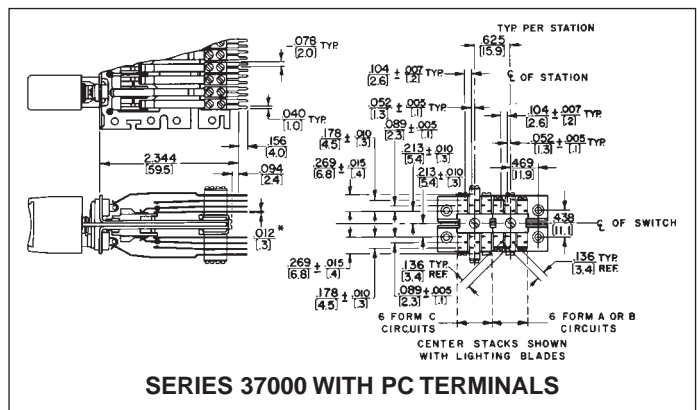 TYP. PER STATION
.625
[15.9]
℄ OF STATION
.078 TYP.
[2.0]
.040 TYP.
[1.0]
.156
[4.0]
2.344
[59.5]
.094
[2.4]
.012 *
[.3]
.104 ± .007 TYP.
[2.6] [.2]
.052 ± .005 TYP.
[1.3] [.1]
.178 ± .010
[4.5] [.3]
.089 ± .005
[2.3] [.1]
.269 ± .015
[6.8] [.4]
.213 ± .010
[5.4] [.3]
.213 ± .010
[5.4] [.3]
.104 ± .007 TYP.
[2.6] [.2]
.052 ± .005 TYP.
[1.3] [.1]
.469
[11.9]
.438
[11.1]
℄ OF SWITCH
.269 ± .015
[6.8] [.4]
.178 ± .010
[4.5] [.3]
.089 ± .005
[2.3] [.1]
.136 TYP.
[3.4] REF.
.136 TYP.
[3.4] REF.
6 FORM C
CIRCUITS
6 FORM A OR B
CIRCUITS
CENTER STACKS SHOWN
WITH LIGHTING BLADES
SERIES 37000 WITH PC TERMINALS